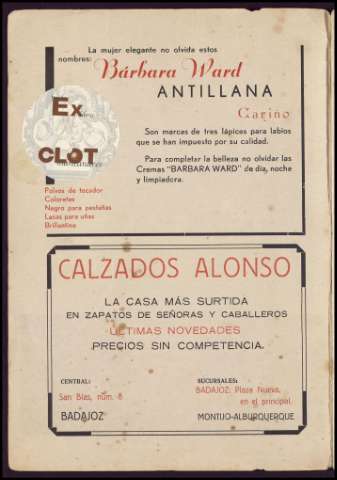 La mujer elegante no olvida estos
nombres:
Bárbara Ward
ANTILLANA
Cariño
Ex
CLOT
Son marcas de tres lápices para labios
que se han impuesto por su calidad.
Para completar la belleza no olvidar las
Cremas "BARBARA WARD" de día, noche
y limpiadora.
Polvos de tocador
Coloretes
Negro para pestañas
Lacas para uñas
Brillantina
CALZADOS ALONSO
LA CASA MÁS SURTIDA
EN ZAPATOS DE SEÑORAS Y CABALLEROS
ÚLTIMAS NOVEDADES
PRECIOS SIN COMPETENCIA.
CENTRAL:
San Blas, núm. 8
BADAJOZ
SUCURSALES:
BADAJOZ: Plaza Nueva,
en el principal.
MONTIJO-ALBURQUERQUE